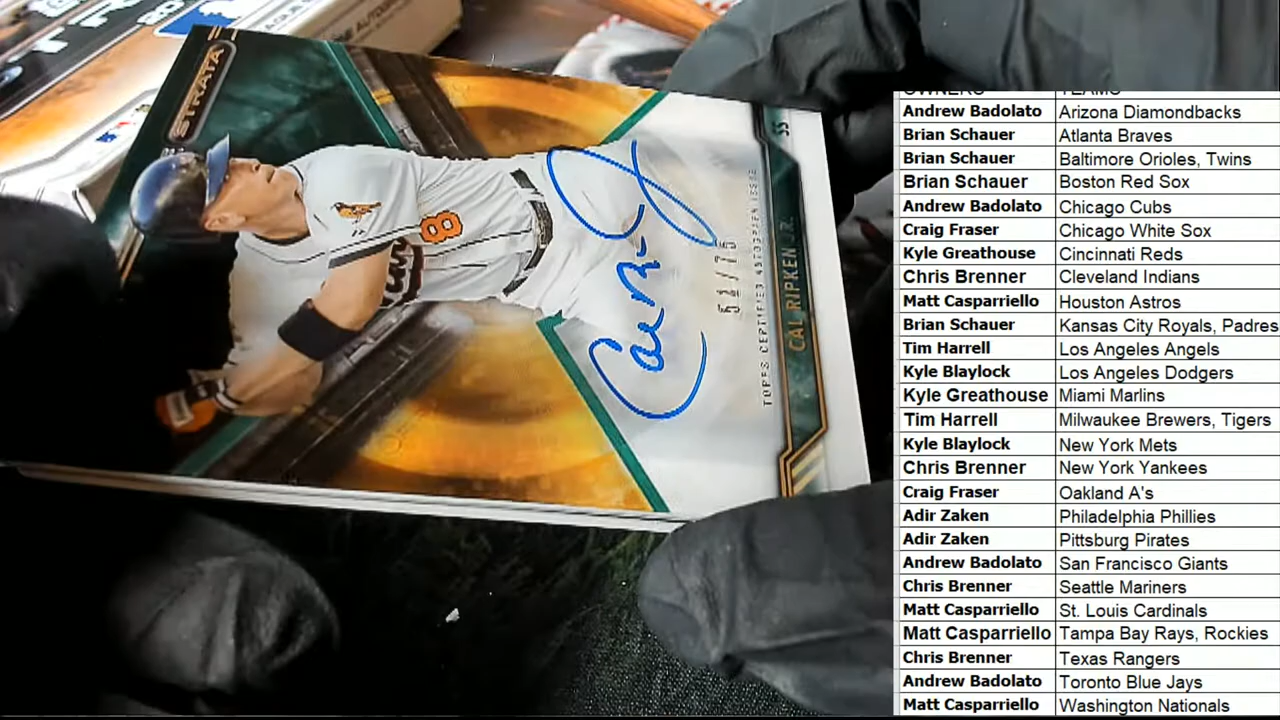 STRATA
8
SS
TOPPS CERTIFIED AUTOGRAPH ISSUE
CAL RIPKEN JR.
OWNERS TEAMS
Andrew Badolato Arizona Diamondbacks
Brian Schauer Atlanta Braves
Brian Schauer Baltimore Orioles, Twins
Brian Schauer Boston Red Sox
Andrew Badolato Chicago Cubs
Craig Fraser Chicago White Sox
Kyle Greathouse Cincinnati Reds
Chris Brenner Cleveland Indians
Matt Casparriello Houston Astros
Brian Schauer Kansas City Royals, Padres
Tim Harrell Los Angeles Angels
Kyle Blaylock Los Angeles Dodgers
Kyle Greathouse Miami Marlins
Tim Harrell Milwaukee Brewers, Tigers
Kyle Blaylock New York Mets
Chris Brenner New York Yankees
Craig Fraser Oakland A's
Adir Zaken Philadelphia Phillies
Adir Zaken Pittsburg Pirates
Andrew Badolato San Francisco Giants
Chris Brenner Seattle Mariners
Matt Casparriello St. Louis Cardinals
Matt Casparriello Tampa Bay Rays, Rockies
Chris Brenner Texas Rangers
Andrew Badolato Toronto Blue Jays
Matt Casparriello Washington Nationals